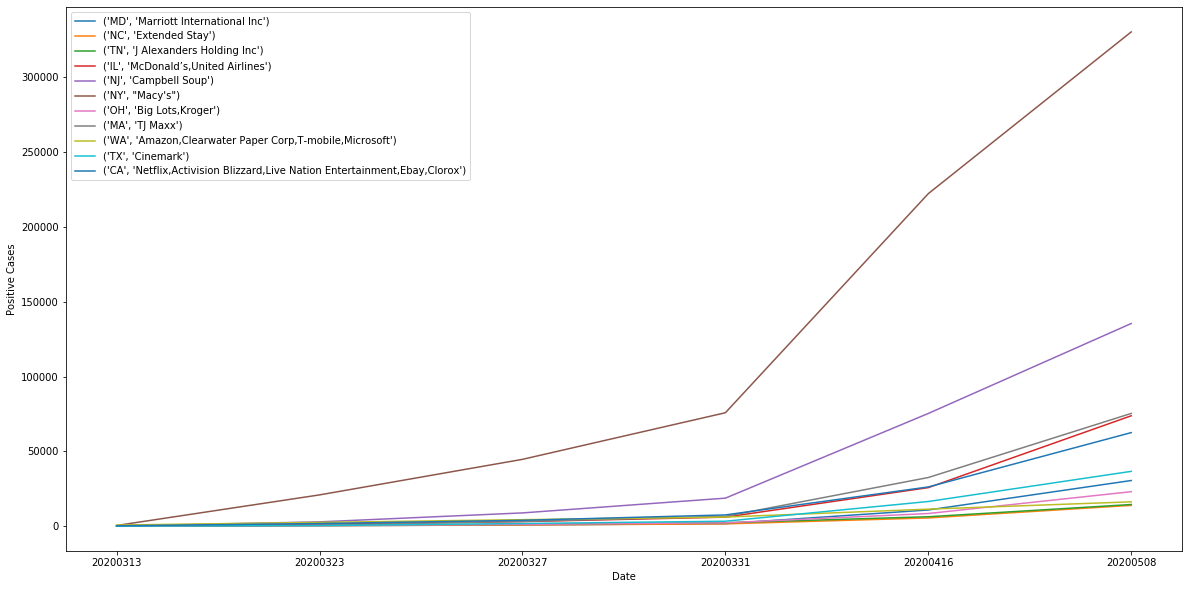 ('MD', 'Marriott International Inc')
('NC', 'Extended Stay')
('TN', 'J Alexanders Holding Inc')
('IL', 'McDonald’s,United Airlines')
('NJ', 'Campbell Soup')
('NY', "Macy's")
('OH', 'Big Lots,Kroger')
('MA', 'TJ Maxx')
('WA', 'Amazon,Clearwater Paper Corp,T-mobile,Microsoft')
('TX', 'Cinemark')
('CA', 'Netflix,Activision Blizzard,Live Nation Entertainment,Ebay,Clorox')
300000
250000
200000
150000
100000
50000
0
Positive Cases
20200313 20200323 20200327 20200331 20200416 20200508
Date